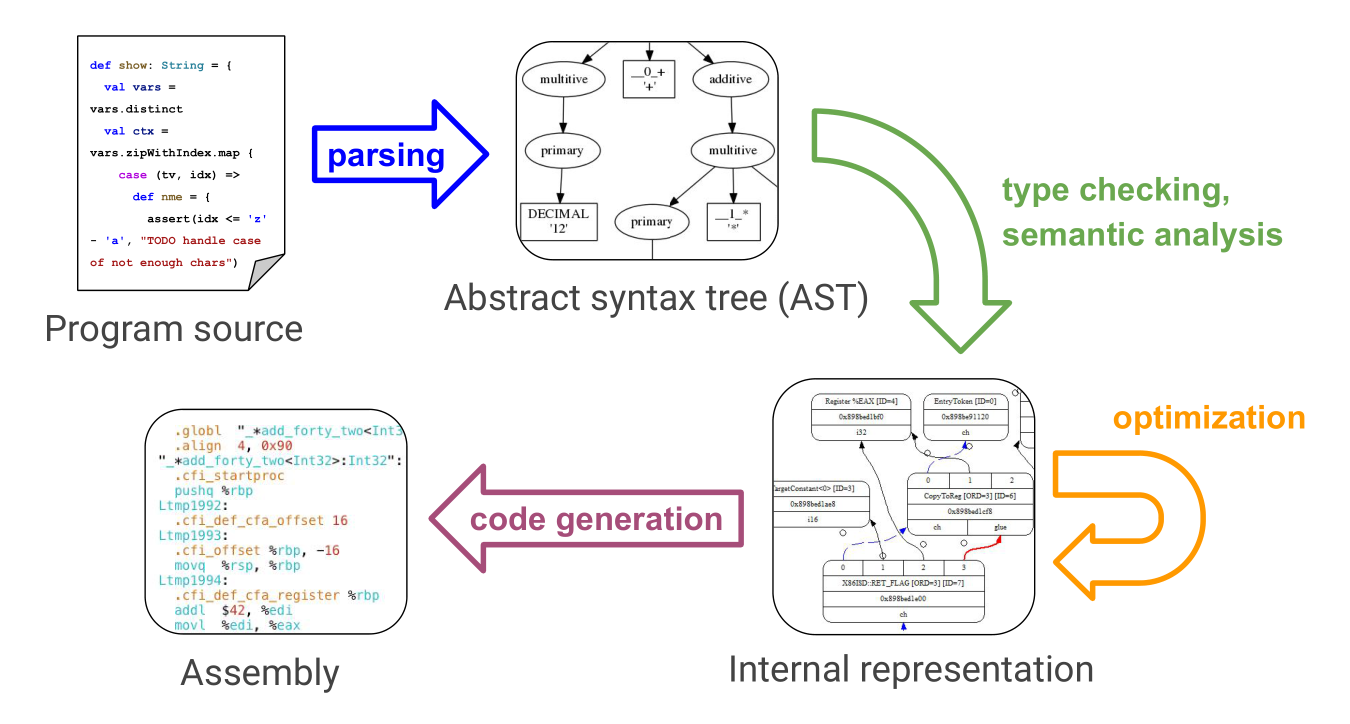 def show: String = {
val vars =
vars.distinct
val ctx =
vars.zipWithIndex.map {
case (tv, idx) =>
def nme = {
assert(idx <= 'z'
- 'a', "TODO handle case
of not enough chars")
Program source
parsing
multitive
__0_+
'+'
additive
primary
multitive
DECIMAL
'12'
primary
__1_*
'*'
Abstract syntax tree (AST)
type checking,
semantic analysis
Register %EAX [ID=4]
0x898bed1bf0
i32
EntryToken [ID=0]
0x898be91120
ch
TargetConstant<0> [ID=3]
0x898bed1ae8
i16
0 1 2
CopyToReg [ORD=3] [ID=6]
0x898bed1cf8
ch glue
0 1 2 3
X86ISD::RET_FLAG [ORD=3] [ID=7]
0x898bed1e00
ch
Internal representation
optimization
code generation
.globl "_*add_forty_two<Int3
.align 4, 0x90
"_*add_forty_two<Int32>:Int32":
.cfi_startproc
pushq %rbp
Ltmp1992:
.cfi_def_cfa_offset 16
Ltmp1993:
.cfi_offset %rbp, -16
movq %rsp, %rbp
Ltmp1994:
.cfi_def_cfa_register %rbp
addl $42, %edi
movl %edi, %eax
Assembly